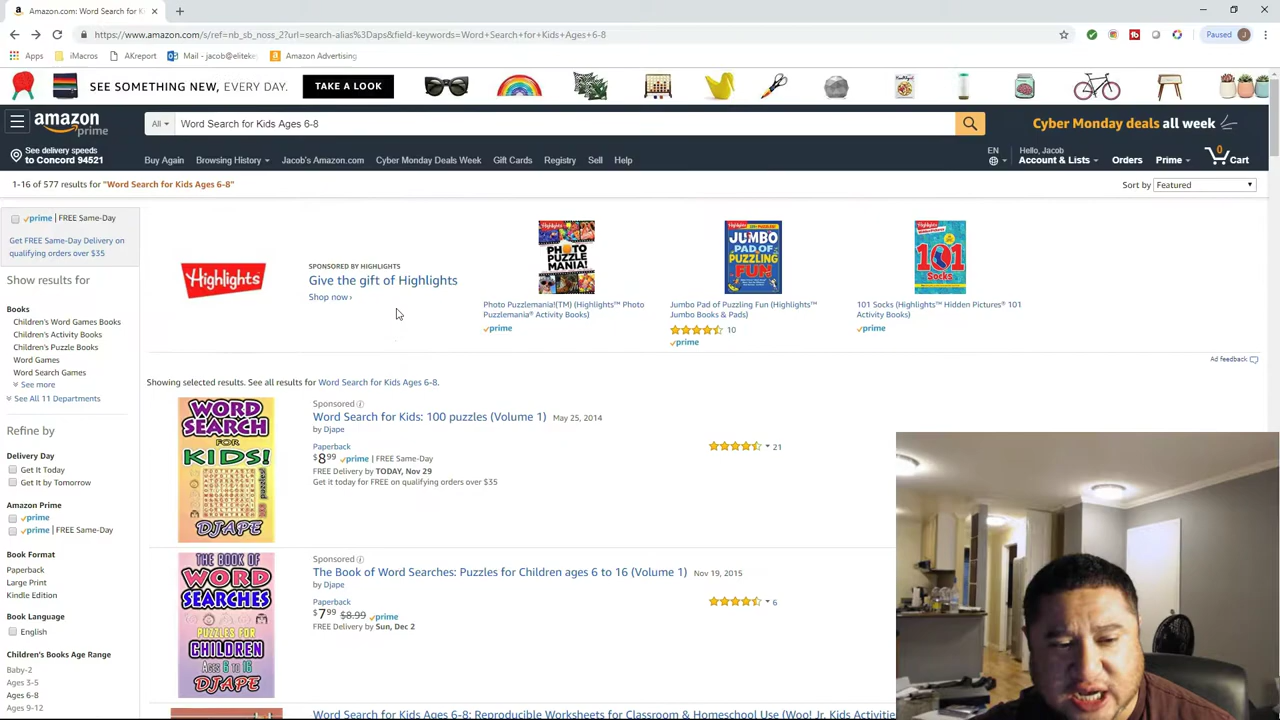 Amazon.com: Word Search for K
https://www.amazon.com/s/ref=nb_sb_noss_2?url=search-alias%3Daps&field-keywords=Word+Search+for+Kids+Ages+6-8
Paused
J
Apps
iMacros
AKreport
Mail - jacob@eliteke
Amazon Advertising
SEE SOMETHING NEW, EVERY DAY.
TAKE A LOOK
amazon
prime
All
Word Search for Kids Ages 6-8
Cyber Monday deals all week
See delivery speeds
to Concord 94521
Buy Again
Browsing History
Jacob's Amazon.com
Cyber Monday Deals Week
Gift Cards
Registry
Sell
Help
EN
Hello, Jacob
Account & Lists
Orders
Prime
0
Cart
1-16 of 577 results for "Word Search for Kids Ages 6-8"
Sort by
Featured
prime | FREE Same-Day
Get FREE Same-Day Delivery on
qualifying orders over $35
Show results for
Books
Children's Word Games Books
Children's Activity Books
Children's Puzzle Books
Word Games
Word Search Games
See more
See All 11 Departments
Refine by
Delivery Day
Get It Today
Get It by Tomorrow
Amazon Prime
prime
prime | FREE Same-Day
Book Format
Paperback
Large Print
Kindle Edition
Book Language
English
Children's Books Age Range
Baby-2
Ages 3-5
Ages 6-8
Ages 9-12
Highlights
SPONSORED BY HIGHLIGHTS
Give the gift of Highlights
Shop now ›
Highlights
PHOTO
PUZZLE
MANIA!
Photo Puzzlemania!(TM) (Highlights™ Photo
Puzzlemania® Activity Books)
prime
Highlights
JUMBO
PAD OF
PUZZLING
FUN!
Jumbo Pad of Puzzling Fun (Highlights™
Jumbo Books & Pads)
10
prime
Highlights
101
Socks
101 Socks (Highlights™ Hidden Pictures® 101
Activity Books)
prime
Ad feedback
Showing selected results. See all results for Word Search for Kids Ages 6-8.
WORD
SEARCH
FOR
KIDS!
puzzles
DJAPE
Sponsored
Word Search for Kids: 100 puzzles (Volume 1) May 25, 2014
by Djape
Paperback
$8 99 prime | FREE Same-Day
FREE Delivery by TODAY, Nov 29
Get it today for FREE on qualifying orders over $35
21
THE BOOK OF
WORD
SEARCHES
PUZZLES FOR
CHILDREN
AGES 6 TO 16
DJAPE
Sponsored
The Book of Word Searches: Puzzles for Children ages 6 to 16 (Volume 1) Nov 19, 2015
by Djape
Paperback
$7 99 $8.99 prime
FREE Delivery by Sun, Dec 2
6
Word Search for Kids Ages 6-8: Reproducible Worksheets for Classroom & Homeschool Use (Woo! Jr. Kids Activities